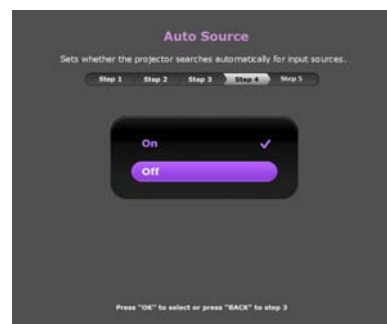 Auto Source
Sets whether the projector searches automatically for input sources.
Step 1 Step 2 Step 3 Step 4 Step 5
On
Off
Press "OK" to select or press "BACK" to step 3